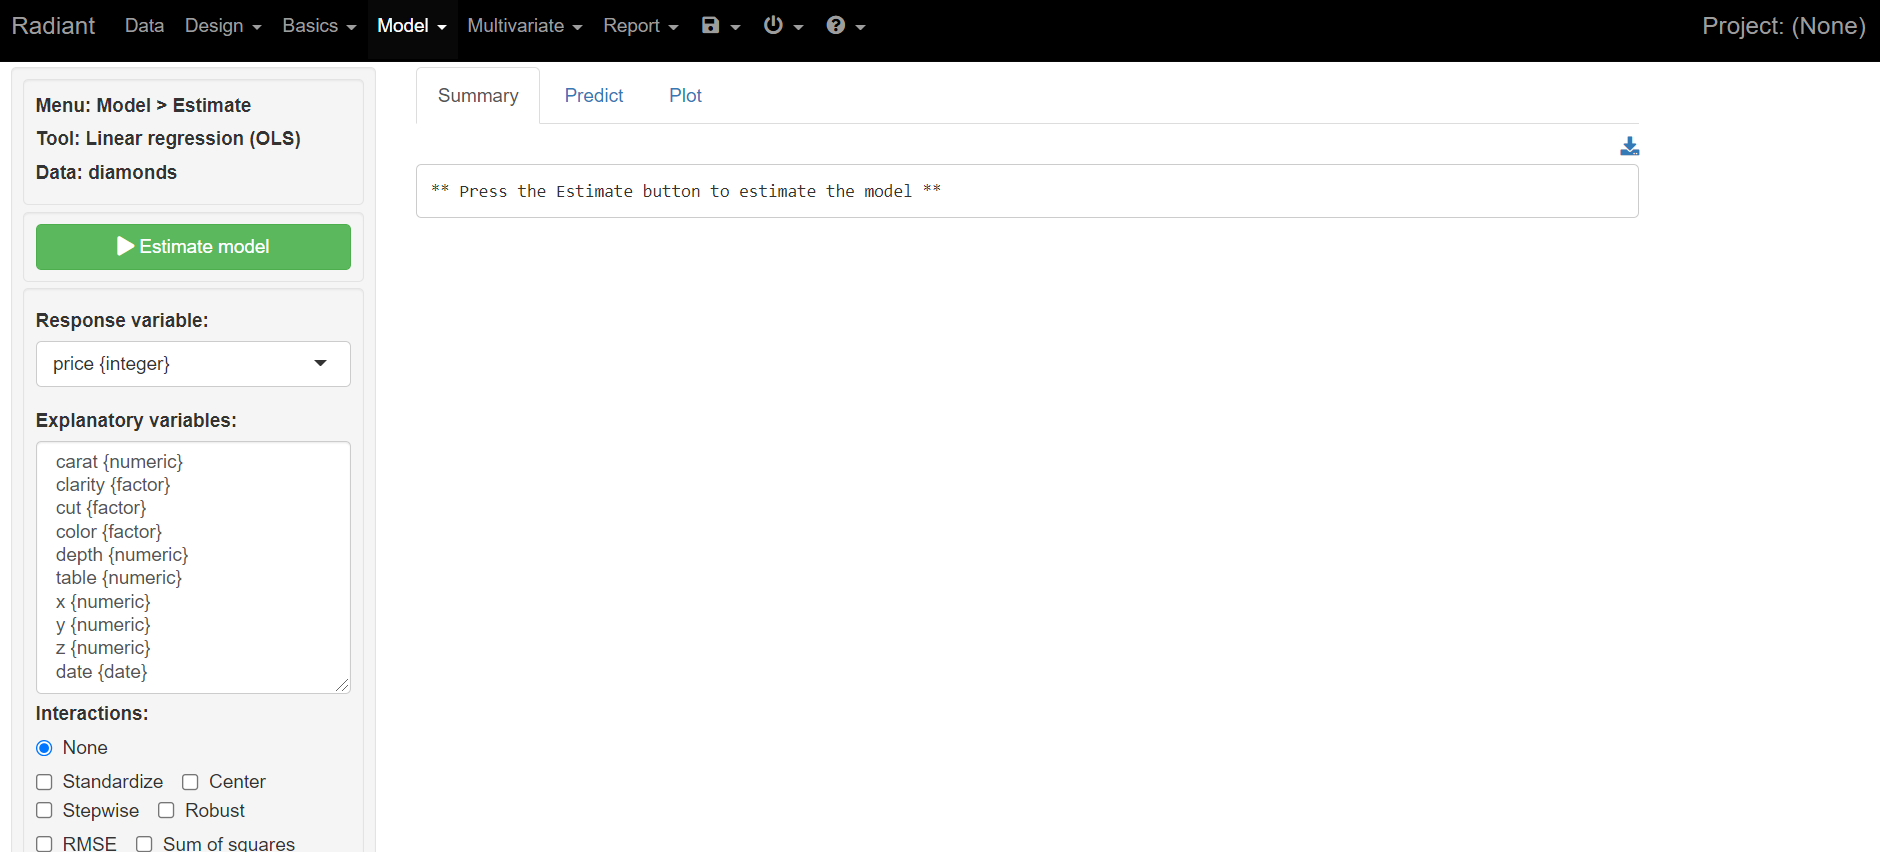 Radiant Data Design Basics Model Multivariate Report Project: (None)
Menu: Model > Estimate
Tool: Linear regression (OLS)
Data: diamonds
Estimate model
Response variable:
price {integer}
Explanatory variables:
carat {numeric}
clarity {factor}
cut {factor}
color {factor}
depth {numeric}
table {numeric}
x {numeric}
y {numeric}
z {numeric}
date {date}
Interactions:
None
Standardize Center
Stepwise Robust
RMSE Sum of squares
Summary Predict Plot
** Press the Estimate button to estimate the model **